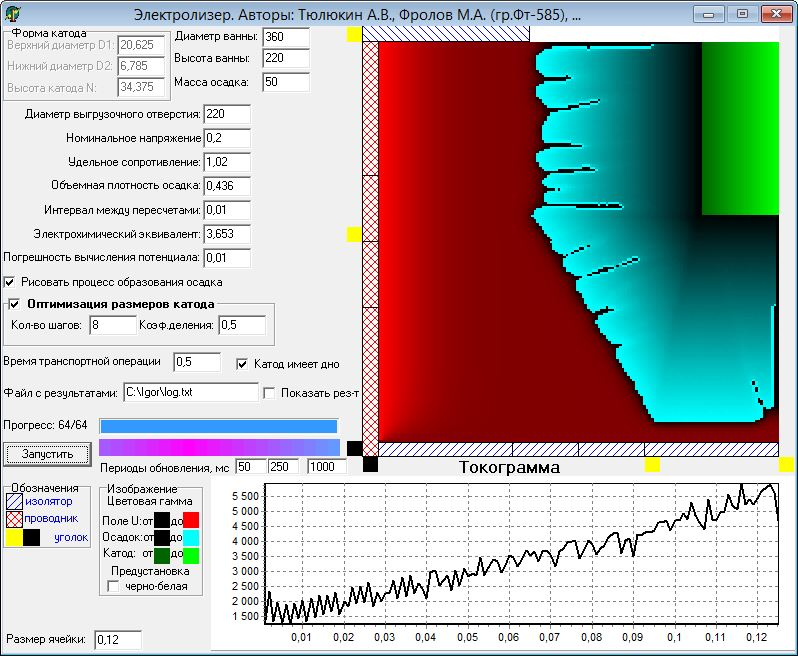 Электролизер. Авторы: Тюлюкин А.В., Фролов М.А. (гр.Фт-585), ...
Форма катода
Верхний диаметр D1: 20,625
Нижний диаметр D2: 6,785
Высота катода N: 34,375
Диаметр ванны: 360
Высота ванны: 220
Масса осадка: 50
Диаметр выгрузочного отверстия: 220
Номинальное напряжение 0,2
Удельное сопротивление: 1,02
Объемная плотность осадка: 0,436
Интервал между пересчетами: 0,01
Электрохимический эквивалент: 3,653
Погрешность вычисления потенциала: 0,01
Рисовать процесс образования осадка
Оптимизация размеров катода
Кол-во шагов: 8 Коэф.деления: 0,5
Время транспортной операции 0,5 Катод имеет дно
Файл с результатами: C:\Igor\log.txt Показать рез-т
Прогресс: 64/64
Запустить
Периоды обновления, мс 50 250 1000
Обозначения
изолятор
проводник
уголок
Изображение
Цветовая гамма
Поле U: от до
Осадок: от до
Катод: от до
Предустановка
черно-белая
Размер ячейки: 0,12
Токограмма
5 500
5 000
4 500
4 000
3 500
3 000
2 500
2 000
1 500
0,01 0,02 0,03 0,04 0,05 0,06 0,07 0,08 0,09 0,1 0,11 0,12